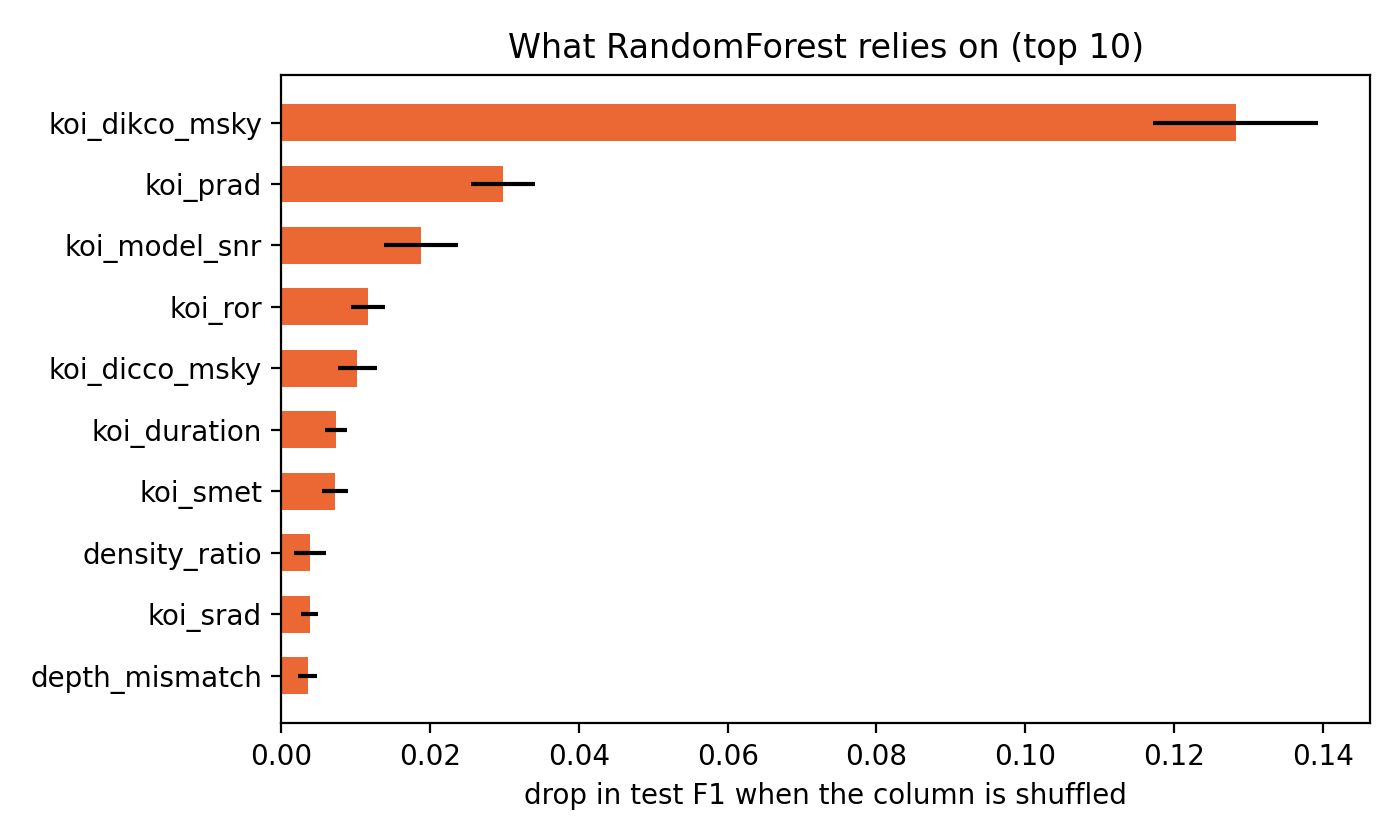 What RandomForest relies on (top 10)
koi_dikco_msky
koi_prad
koi_model_snr
koi_ror
koi_dicco_msky
koi_duration
koi_smet
density_ratio
koi_srad
depth_mismatch
0.00 0.02 0.04 0.06 0.08 0.10 0.12 0.14
drop in test F1 when the column is shuffled